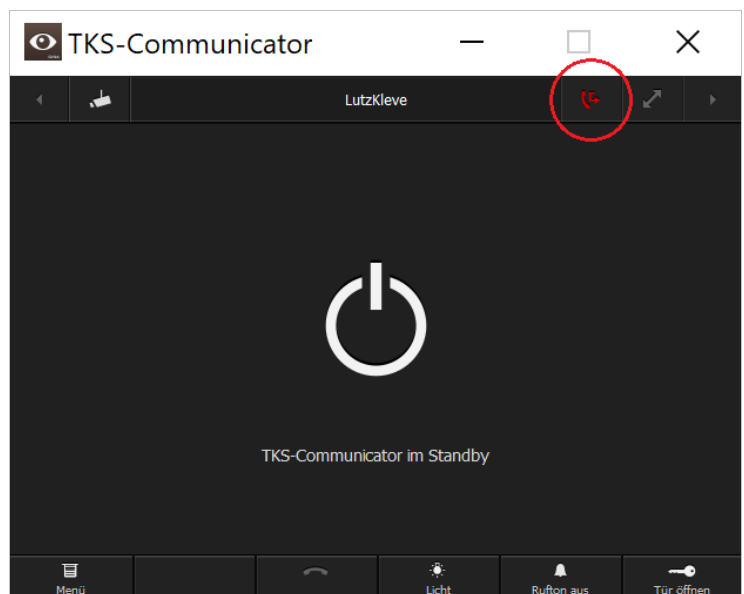 TKS-Communicator
LutzKleve
TKS-Communicator im Standby
Menü
Licht
Rufton aus
Tür öffnen